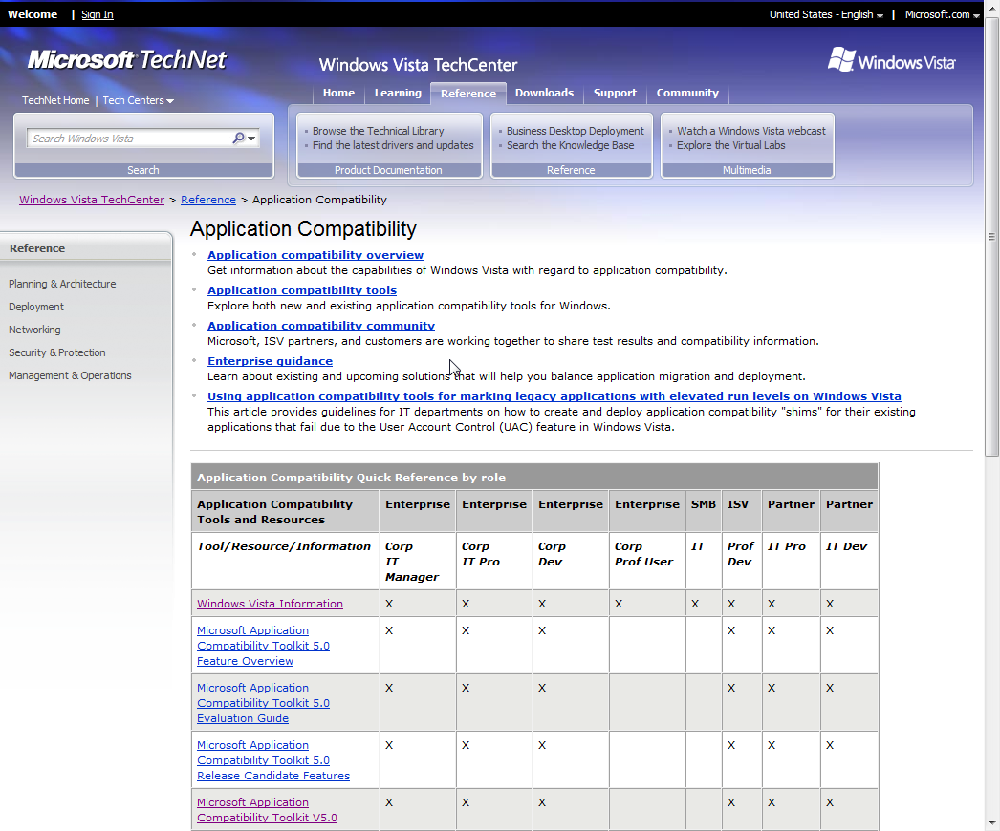 Welcome | Sign In United States - English | Microsoft.com
Microsoft TechNet
Windows Vista TechCenter
Windows Vista
TechNet Home | Tech Centers
Home Learning Reference Downloads Support Community
Search Windows Vista
Search
Browse the Technical Library
Find the latest drivers and updates
Product Documentation
Business Desktop Deployment
Search the Knowledge Base
Reference
Watch a Windows Vista webcast
Explore the Virtual Labs
Multimedia
Windows Vista TechCenter > Reference > Application Compatibility
Reference
Planning & Architecture
Deployment
Networking
Security & Protection
Management & Operations
Application Compatibility
Application compatibility overview
Get information about the capabilities of Windows Vista with regard to application compatibility.
Application compatibility tools
Explore both new and existing application compatibility tools for Windows.
Application compatibility community
Microsoft, ISV partners, and customers are working together to share test results and compatibility information.
Enterprise guidance
Learn about existing and upcoming solutions that will help you balance application migration and deployment.
Using application compatibility tools for marking legacy applications with elevated run levels on Windows Vista
This article provides guidelines for IT departments on how to create and deploy application compatibility "shims" for their existing
applications that fail due to the User Account Control (UAC) feature in Windows Vista.
Application Compatibility Quick Reference by role
Application Compatibility Enterprise Enterprise Enterprise Enterprise SMB ISV Partner Partner
Tools and Resources
Tool/Resource/Information Corp Corp Corp Corp IT Prof IT Pro IT Dev
IT IT Pro Dev Prof User Dev
Manager
Windows Vista Information X X X X X X X X
Microsoft Application X X X X X X
Compatibility Toolkit 5.0
Feature Overview
Microsoft Application X X X X X X
Compatibility Toolkit 5.0
Evaluation Guide
Microsoft Application X X X X X X
Compatibility Toolkit 5.0
Release Candidate Features
Microsoft Application X X X X X X
Compatibility Toolkit V5.0